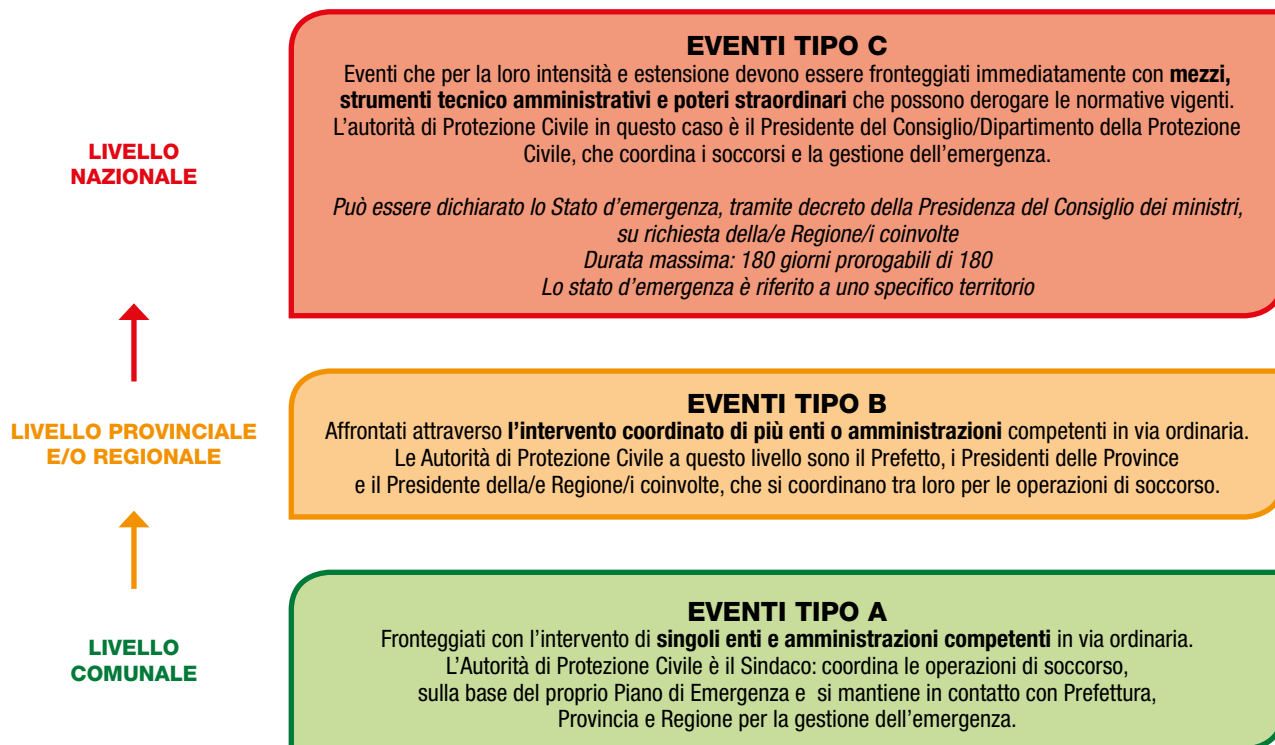 EVENTI TIPO C
Eventi che per la loro intensità e estensione devono essere fronteggiati immediatamente con mezzi,
strumenti tecnico amministrativi e poteri straordinari che possono derogare le normative vigenti.
L'autorità di Protezione Civile in questo caso è il Presidente del Consiglio/Dipartimento della Protezione
Civile, che coordina i soccorsi e la gestione dell'emergenza.
Può essere dichiarato lo Stato d'emergenza, tramite decreto della Presidenza del Consiglio dei ministri,
su richiesta della/e Regione/i coinvolte
Durata massima: 180 giorni prorogabili di 180
Lo stato d'emergenza è riferito a uno specifico territorio
LIVELLO
NAZIONALE
EVENTI TIPO B
Affrontati attraverso l'intervento coordinato di più enti o amministrazioni competenti in via ordinaria.
Le Autorità di Protezione Civile a questo livello sono il Prefetto, i Presidenti delle Province
e il Presidente della/e Regione/i coinvolte, che si coordinano tra loro per le operazioni di soccorso.
LIVELLO PROVINCIALE
E/O REGIONALE
EVENTI TIPO A
Fronteggiati con l'intervento di singoli enti e amministrazioni competenti in via ordinaria.
L'Autorità di Protezione Civile è il Sindaco: coordina le operazioni di soccorso,
sulla base del proprio Piano di Emergenza e  si mantiene in contatto con Prefettura,
Provincia e Regione per la gestione dell'emergenza.
LIVELLO
COMUNALE